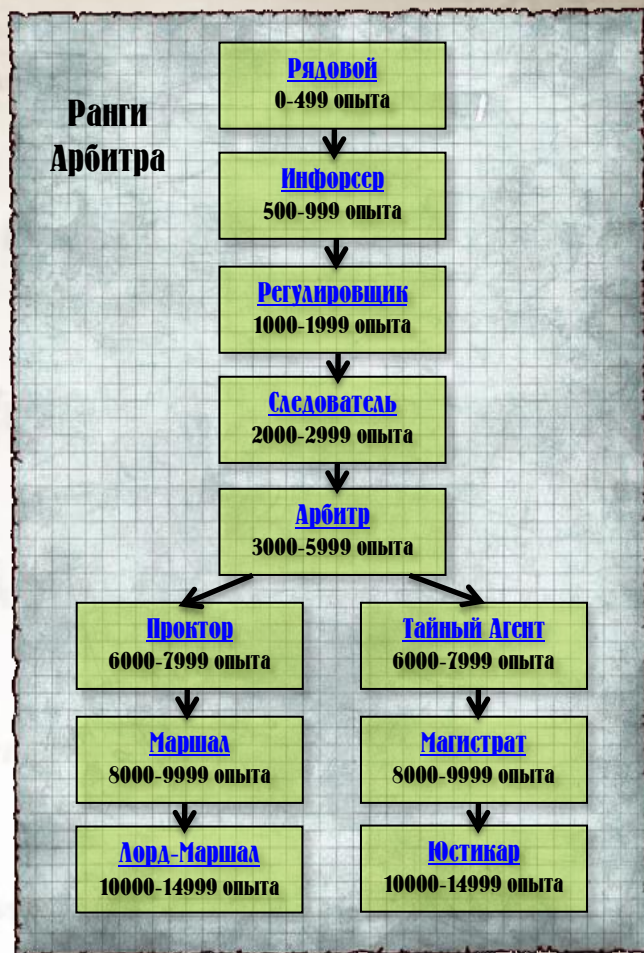 Ранги
Арбитра
Рядовой
0-499 опыта
Инфорсер
500-999 опыта
Регулировщик
1000-1999 опыта
Следователь
2000-2999 опыта
Арбитр
3000-5999 опыта
Проктор
6000-7999 опыта
Тайный Агент
6000-7999 опыта
Маршал
8000-9999 опыта
Магистрат
8000-9999 опыта
Лорд-Маршал
10000-14999 опыта
Юстикар
10000-14999 опыта